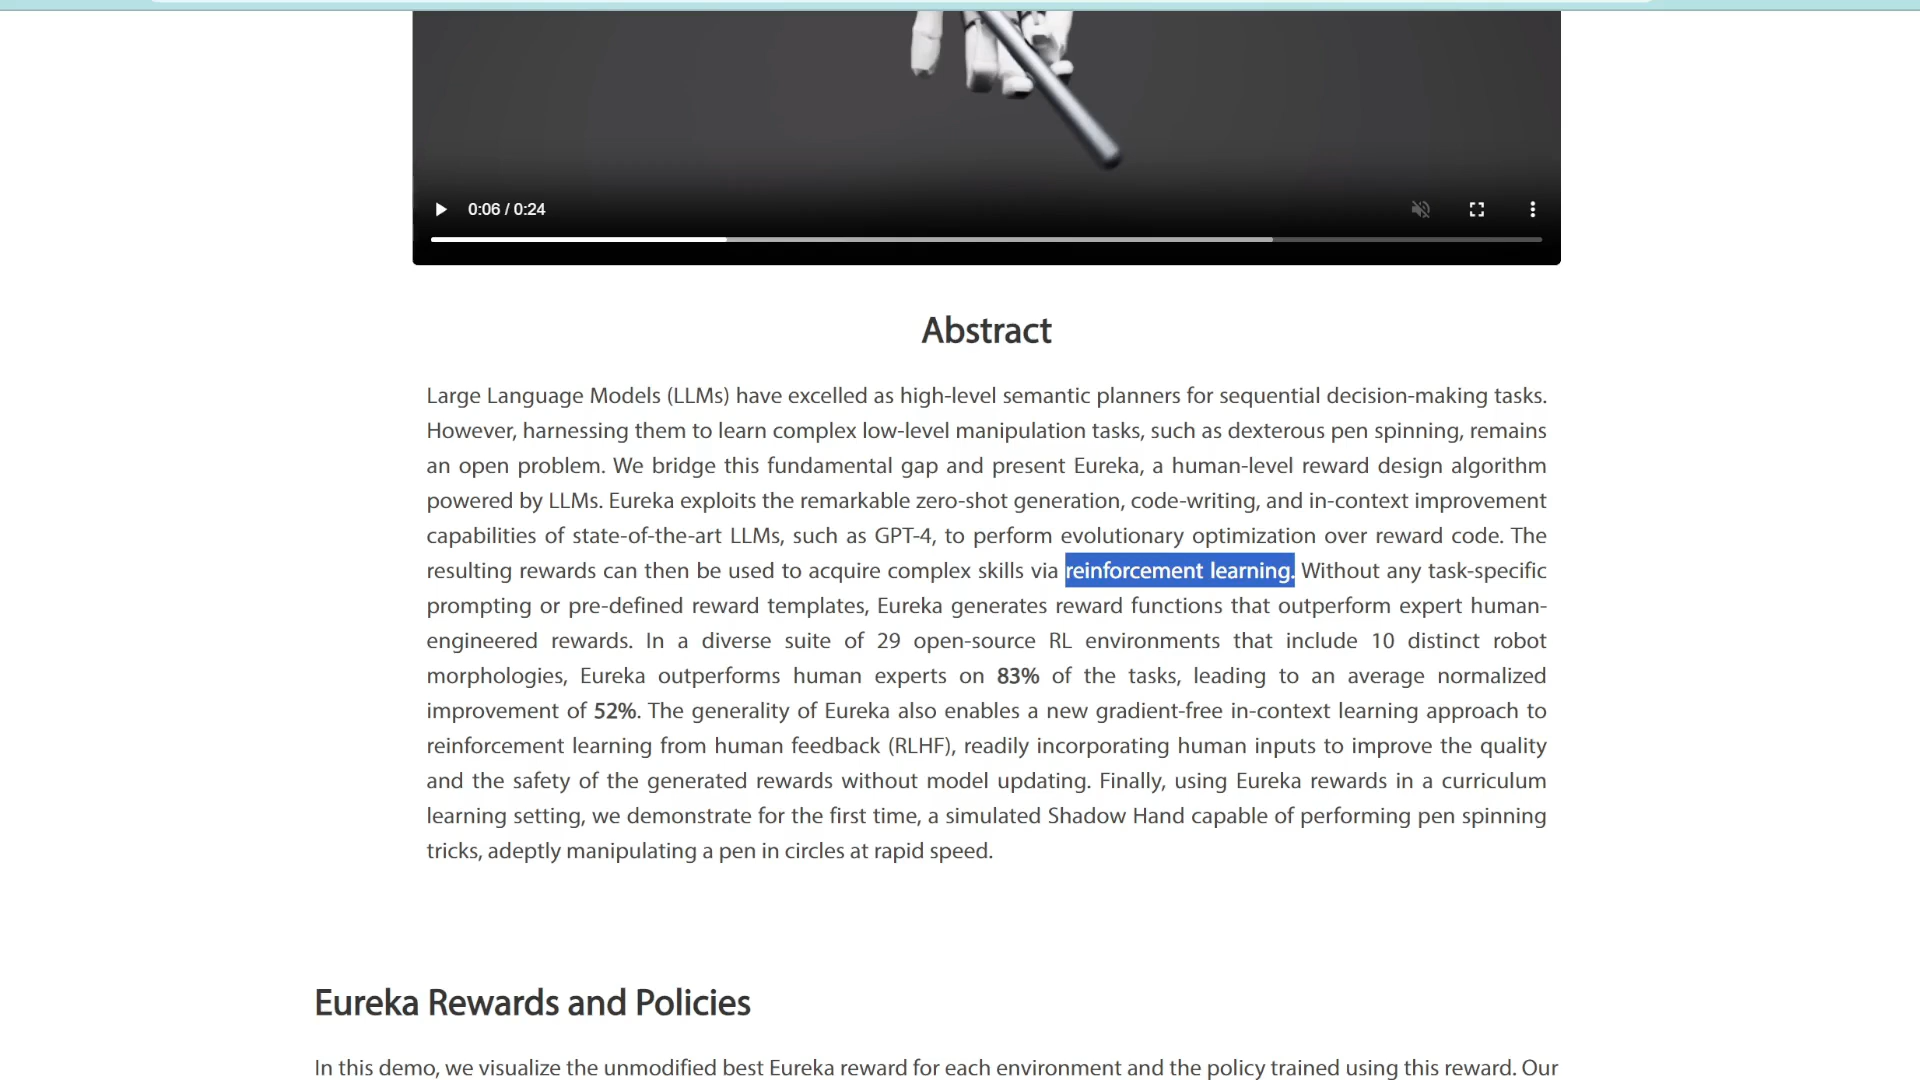 0:06 / 0:24
Abstract
Large Language Models (LLMs) have excelled as high-level semantic planners for sequential decision-making tasks.
However, harnessing them to learn complex low-level manipulation tasks, such as dexterous pen spinning, remains
an open problem. We bridge this fundamental gap and present Eureka, a human-level reward design algorithm
powered by LLMs. Eureka exploits the remarkable zero-shot generation, code-writing, and in-context improvement
capabilities of state-of-the-art LLMs, such as GPT-4, to perform evolutionary optimization over reward code. The
resulting rewards can then be used to acquire complex skills via reinforcement learning. Without any task-specific
prompting or pre-defined reward templates, Eureka generates reward functions that outperform expert human-
engineered rewards. In a diverse suite of 29 open-source RL environments that include 10 distinct robot
morphologies, Eureka outperforms human experts on 83% of the tasks, leading to an average normalized
improvement of 52%. The generality of Eureka also enables a new gradient-free in-context learning approach to
reinforcement learning from human feedback (RLHF), readily incorporating human inputs to improve the quality
and the safety of the generated rewards without model updating. Finally, using Eureka rewards in a curriculum
learning setting, we demonstrate for the first time, a simulated Shadow Hand capable of performing pen spinning
tricks, adeptly manipulating a pen in circles at rapid speed.
Eureka Rewards and Policies
In this demo, we visualize the unmodified best Eureka reward for each environment and the policy trained using this reward. Our